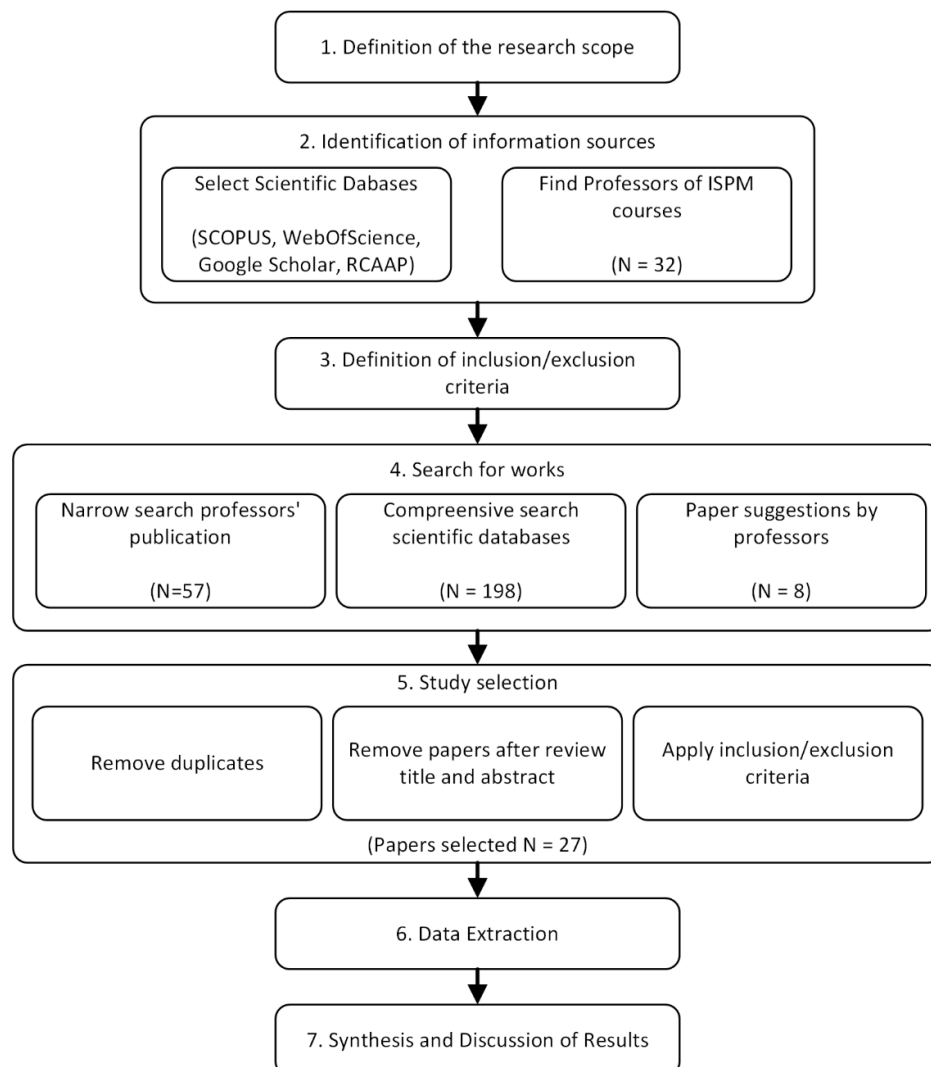 1. Definition of the research scope
2. Identification of information sources
Select Scientific Dabases
(SCOPUS, WebOfScience,
Google Scholar, RCAAP)
Find Professors of ISPM
courses
(N = 32)
3. Definition of inclusion/exclusion
criteria
4. Search for works
Narrow search professors'
publication
(N=57)
Compreensive search
scientific databases
(N = 198)
Paper suggestions by
professors
(N = 8)
5. Study selection
Remove duplicates
Remove papers after review
title and abstract
Apply inclusion/exclusion
criteria
(Papers selected N = 27)
6. Data Extraction
7. Synthesis and Discussion of Results